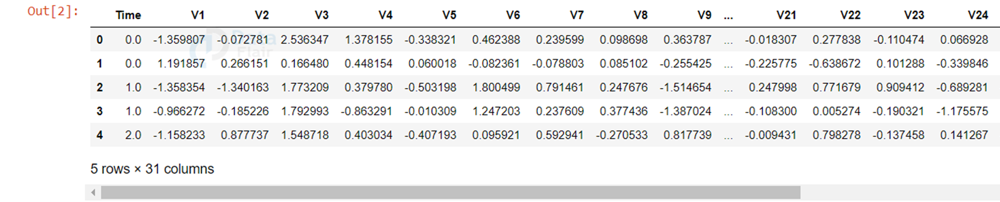 Out[2]:
Time V1 V2 V3 V4 V5 V6 V7 V8 V9 ... V21 V22 V23 V24
0 0.0 -1.359807 -0.072781 2.536347 1.378155 -0.338321 0.462388 0.239599 0.098698 0.363787 ... -0.018307 0.277838 -0.110474 0.066928
Data
Flair
1 0.0 1.191857 0.266151 0.166480 0.448154 0.060018 -0.082361 -0.078803 0.085102 -0.255425 ... -0.225775 -0.638672 0.101288 -0.339846
2 1.0 -1.358354 -1.340163 1.773209 0.379780 -0.503198 1.800499 0.791461 0.247676 -1.514654 ... 0.247998 0.771679 0.909412 -0.689281
3 1.0 -0.966272 -0.185226 1.792993 -0.863291 -0.010309 1.247203 0.237609 0.377436 -1.387024 ... -0.108300 0.005274 -0.190321 -1.175575
4 2.0 -1.158233 0.877737 1.548718 0.403034 -0.407193 0.095921 0.592941 -0.270533 0.817739 ... -0.009431 0.798278 -0.137458 0.141267
5 rows × 31 columns